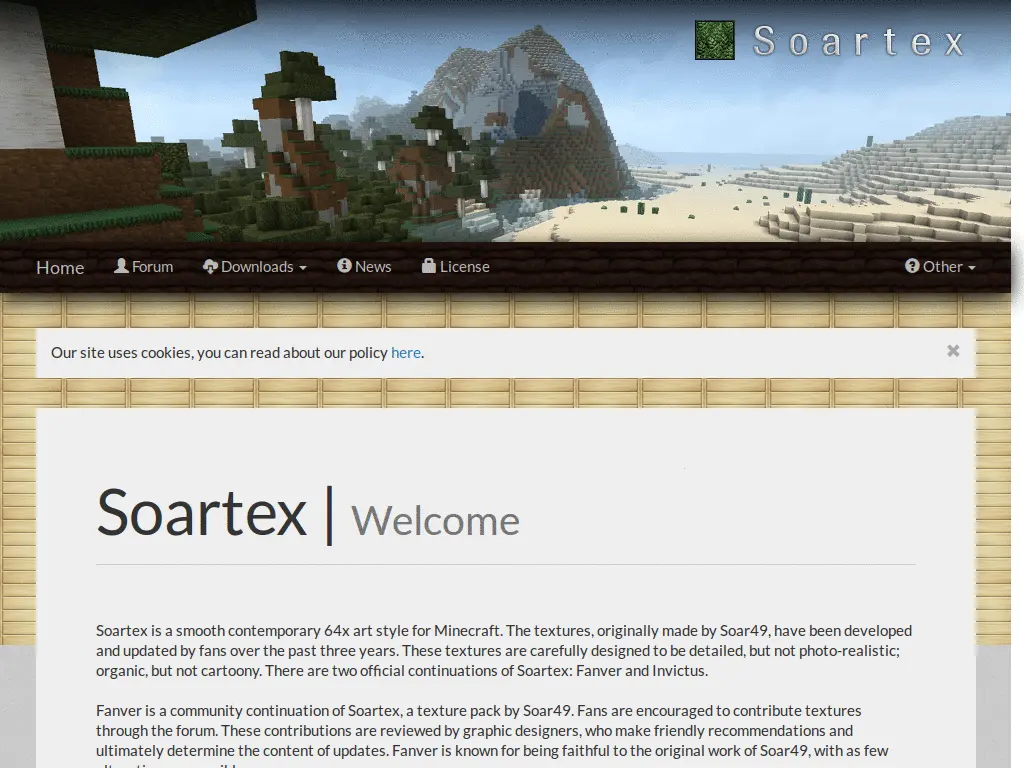 Soartex
Home Forum Downloads News License Other
Our site uses cookies, you can read about our policy here.
Soartex | Welcome
Soartex is a smooth contemporary 64x art style for Minecraft. The textures, originally made by Soar49, have been developed
and updated by fans over the past three years. These textures are carefully designed to be detailed, but not photo-realistic;
organic, but not cartoony. There are two official continuations of Soartex: Fanver and Invictus.
Fanver is a community continuation of Soartex, a texture pack by Soar49. Fans are encouraged to contribute textures
through the forum. These contributions are reviewed by graphic designers, who make friendly recommendations and
ultimately determine the content of updates. Fanver is known for being faithful to the original work of Soar49, with as few